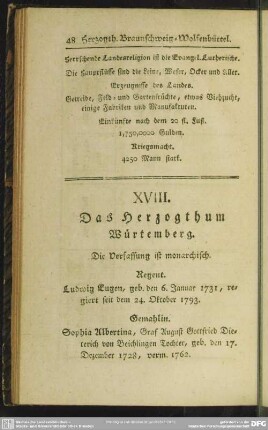 48 Herzogth. Braunschweig-Wolfenbüttel.
Herrschende Landesreligion ist die Evangel. Lutherische.
Die Hauptflüsse sind die Leine, Weser, Ocker und Aller.
Erzeugnisse des Landes.
Getreide, Feld- und Gartenfrüchte, etwas Viehzucht,
einige Fabriken und Manufakturen.
Einkünfte nach dem 20 fl. Fuß.
1,750,0000 Gulden.
Kriegsmacht.
4250 Mann stark.
XVIII.
Das Herzogthum
Würtemberg.
Die Verfassung ist monarchisch.
Regent.
Ludwig Eugen, geb. den 6. Januar 1731, re-
giert seit dem 24. Oktober 1793.
Gemahlin.
Sophia Albertina, Graf August Gottfried Die-
terich von Beichlingen Tochter, geb. den 17.
Dezember 1728, verm. 1762.
DFG